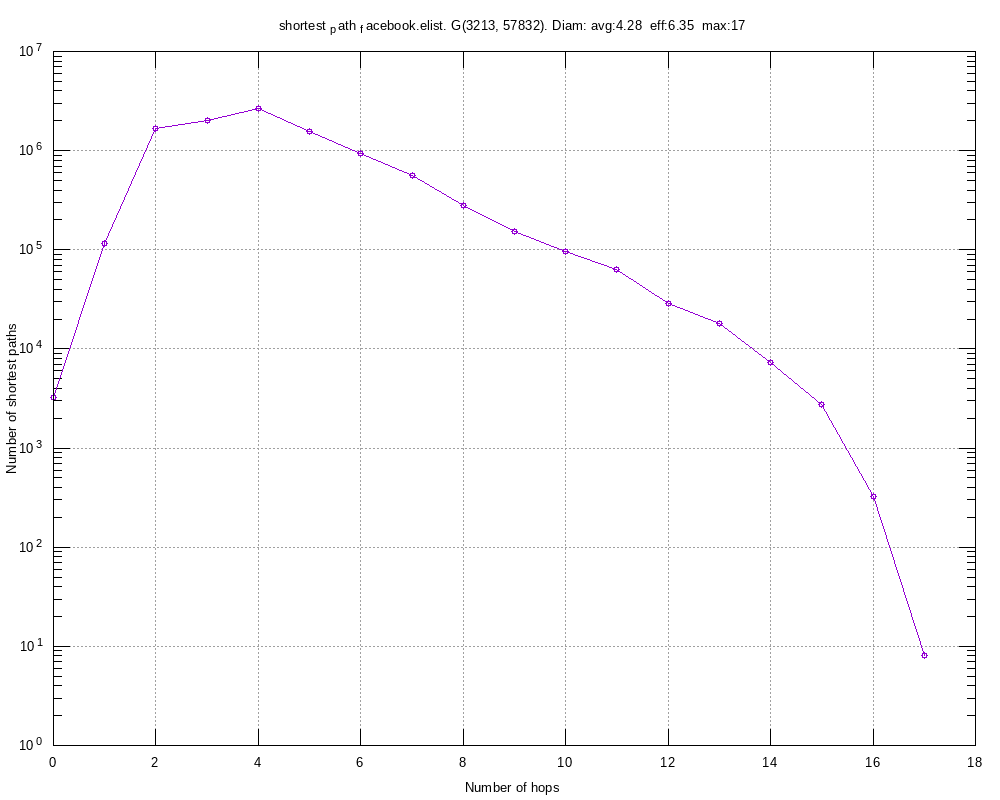 shortest p ath f acebook.elist. G(3213, 57832). Diam: avg:4.28  eff:6.35  max:17
10^7
10^6
10^5
10^4
10^3
10^2
10^1
10^0
Number of shortest paths
0 2 4 6 8 10 12 14 16 18
Number of hops